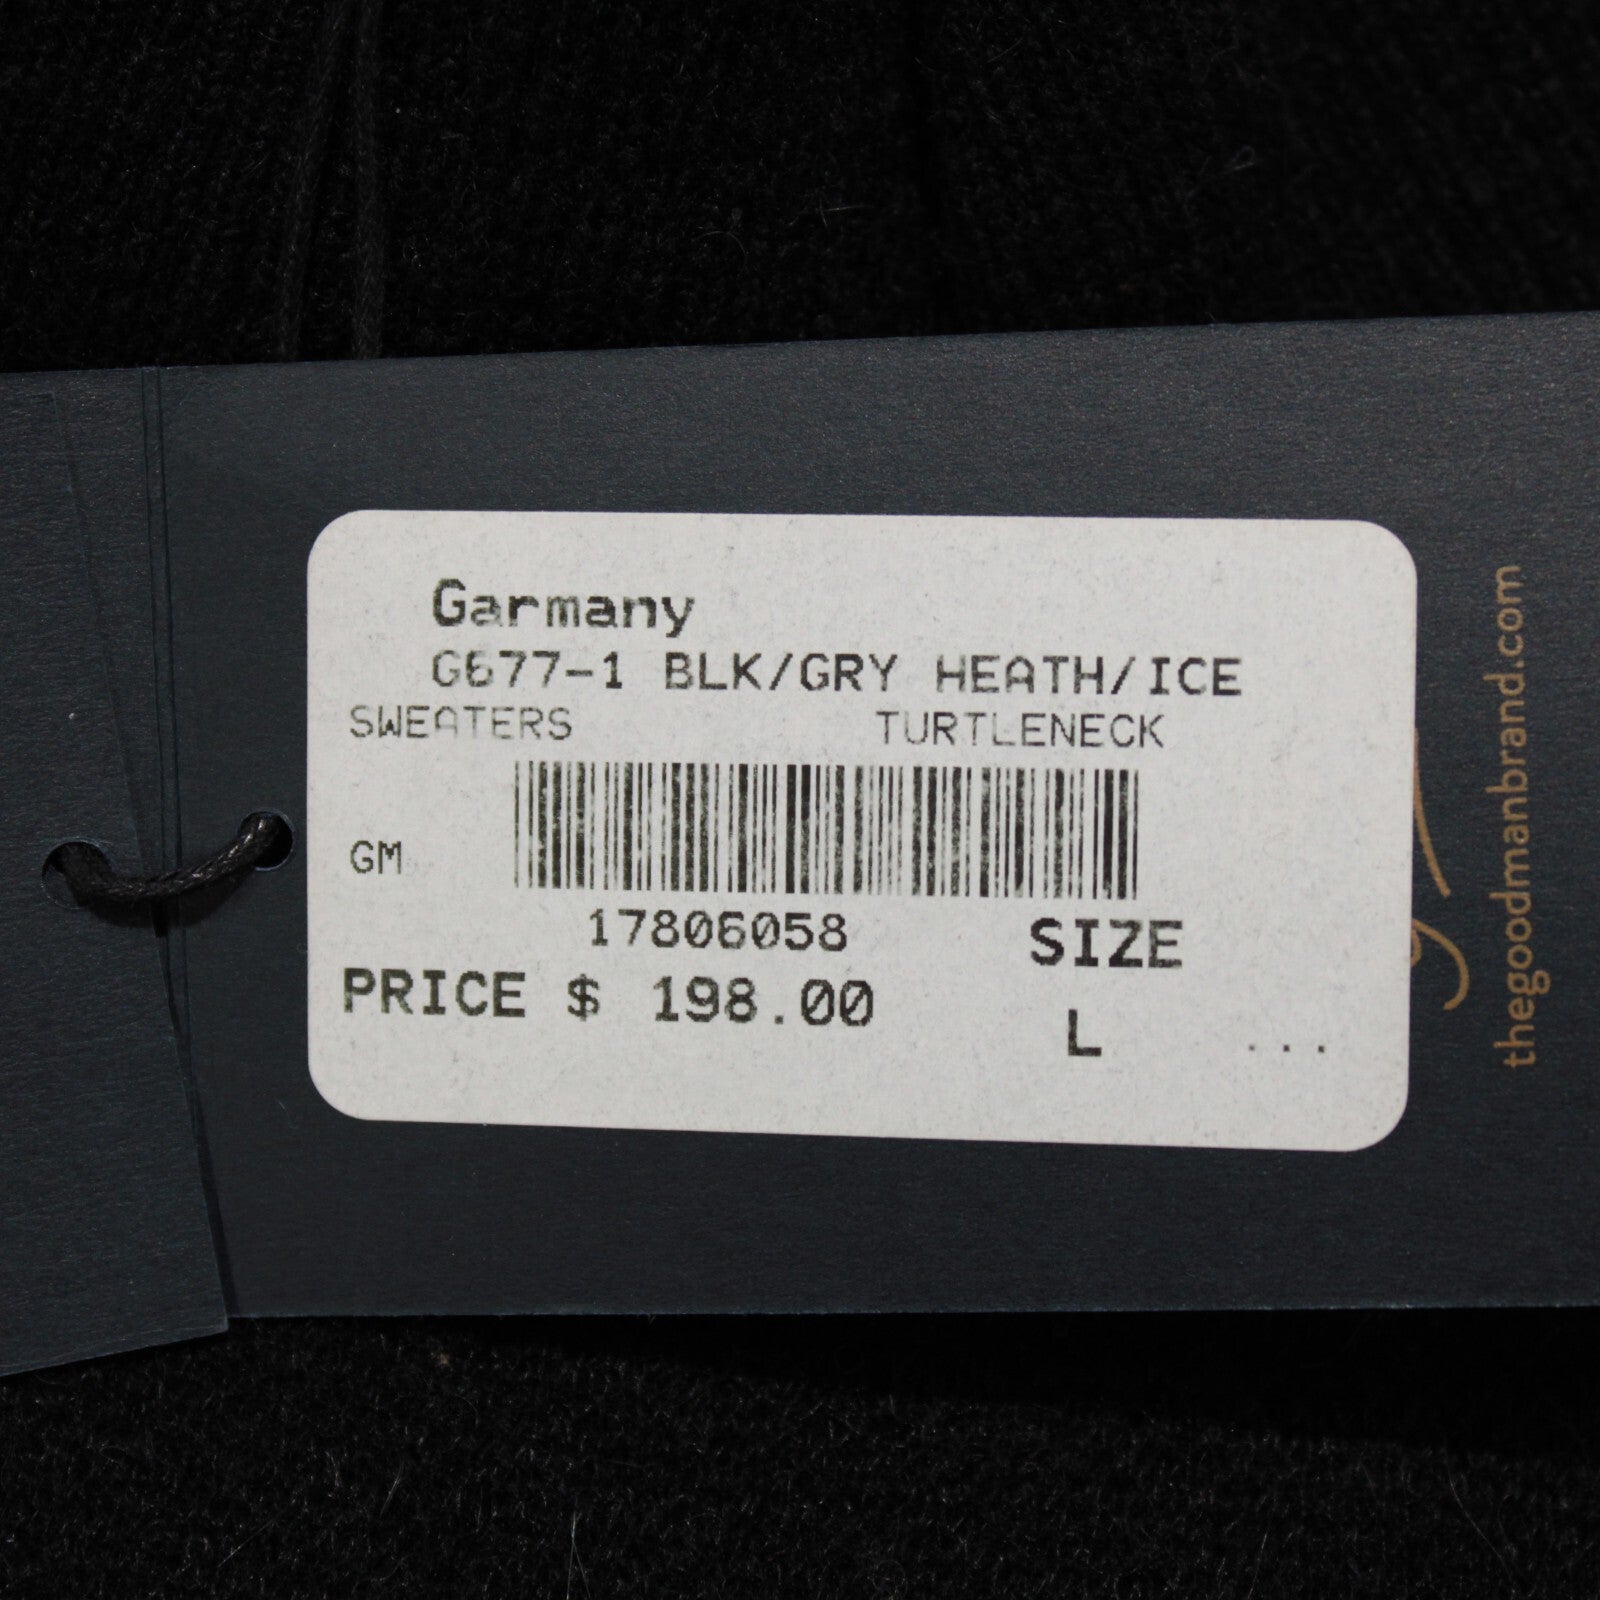 Garmany
G677-1 BLK/GRY HEATH/ICE
SWEATERS TURTLENECK
GM
17806058 SIZE
PRICE $ 198.00
L ...
thegoodmanbrand.com